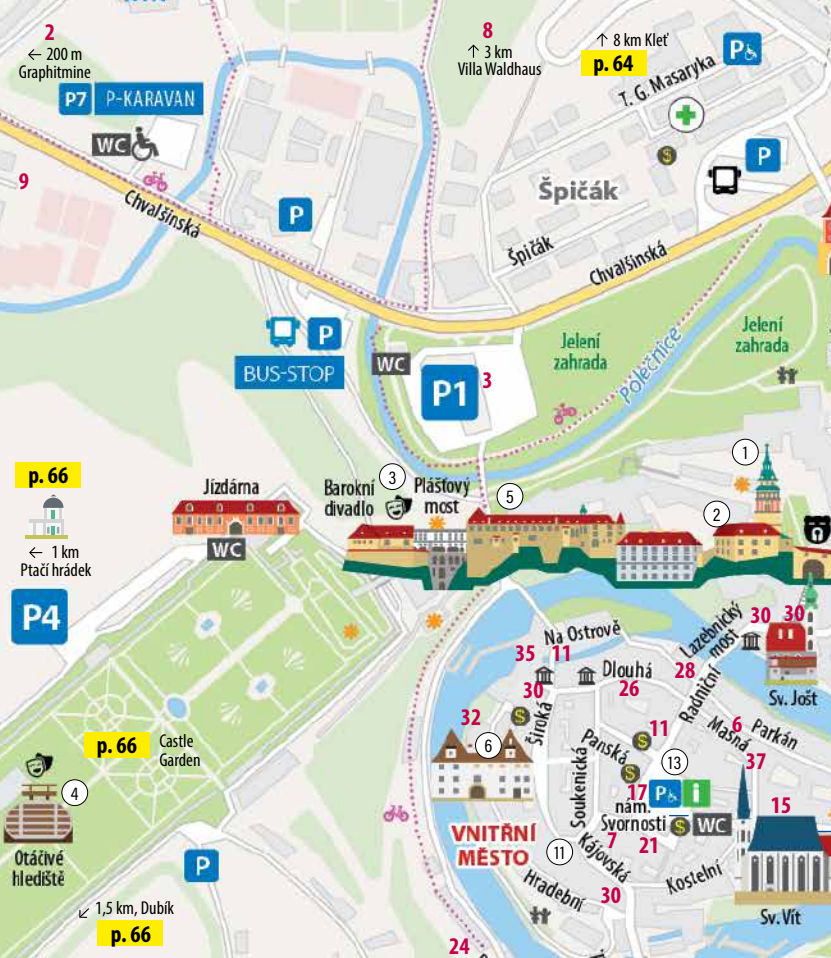 2
← 200 m
Graphitmine
P7 P-KARAVAN
WC
9
Chvalšinská
P
8
↑ 3 km
Villa Waldhaus
↑ 8 km Kleť
p. 64
P
T. G. Masaryka
$
P
Špičák
Špičák
Chvalšinská
P
BUS-STOP
WC
P1
3
Jelení
zahrada
Polečnice
Jelení
zahrada
p. 66
← 1 km
Ptačí hrádek
Jízdárna
WC
Barokní
divadlo
3
Plášťový
most
5
1
2
P4
p. 66
Castle
Garden
4
Otáčivé
hlediště
P
↙ 1,5 km, Dubík
p. 66
Na Ostrově
35
11
30
Dlouhá
26
28
Lazebnický
most
30
30
Sv. Jošt
Radniční
32
6
$
Široká
Soukenická
Panská
$
11
$
13
Masná
6
Parkán
37
17
P
i
nám.
Svornosti
$
WC
7
21
15
VNITŘNÍ
MĚSTO
11
Kájovská
Hradební
30
Kostelní
Sv. Vít
24